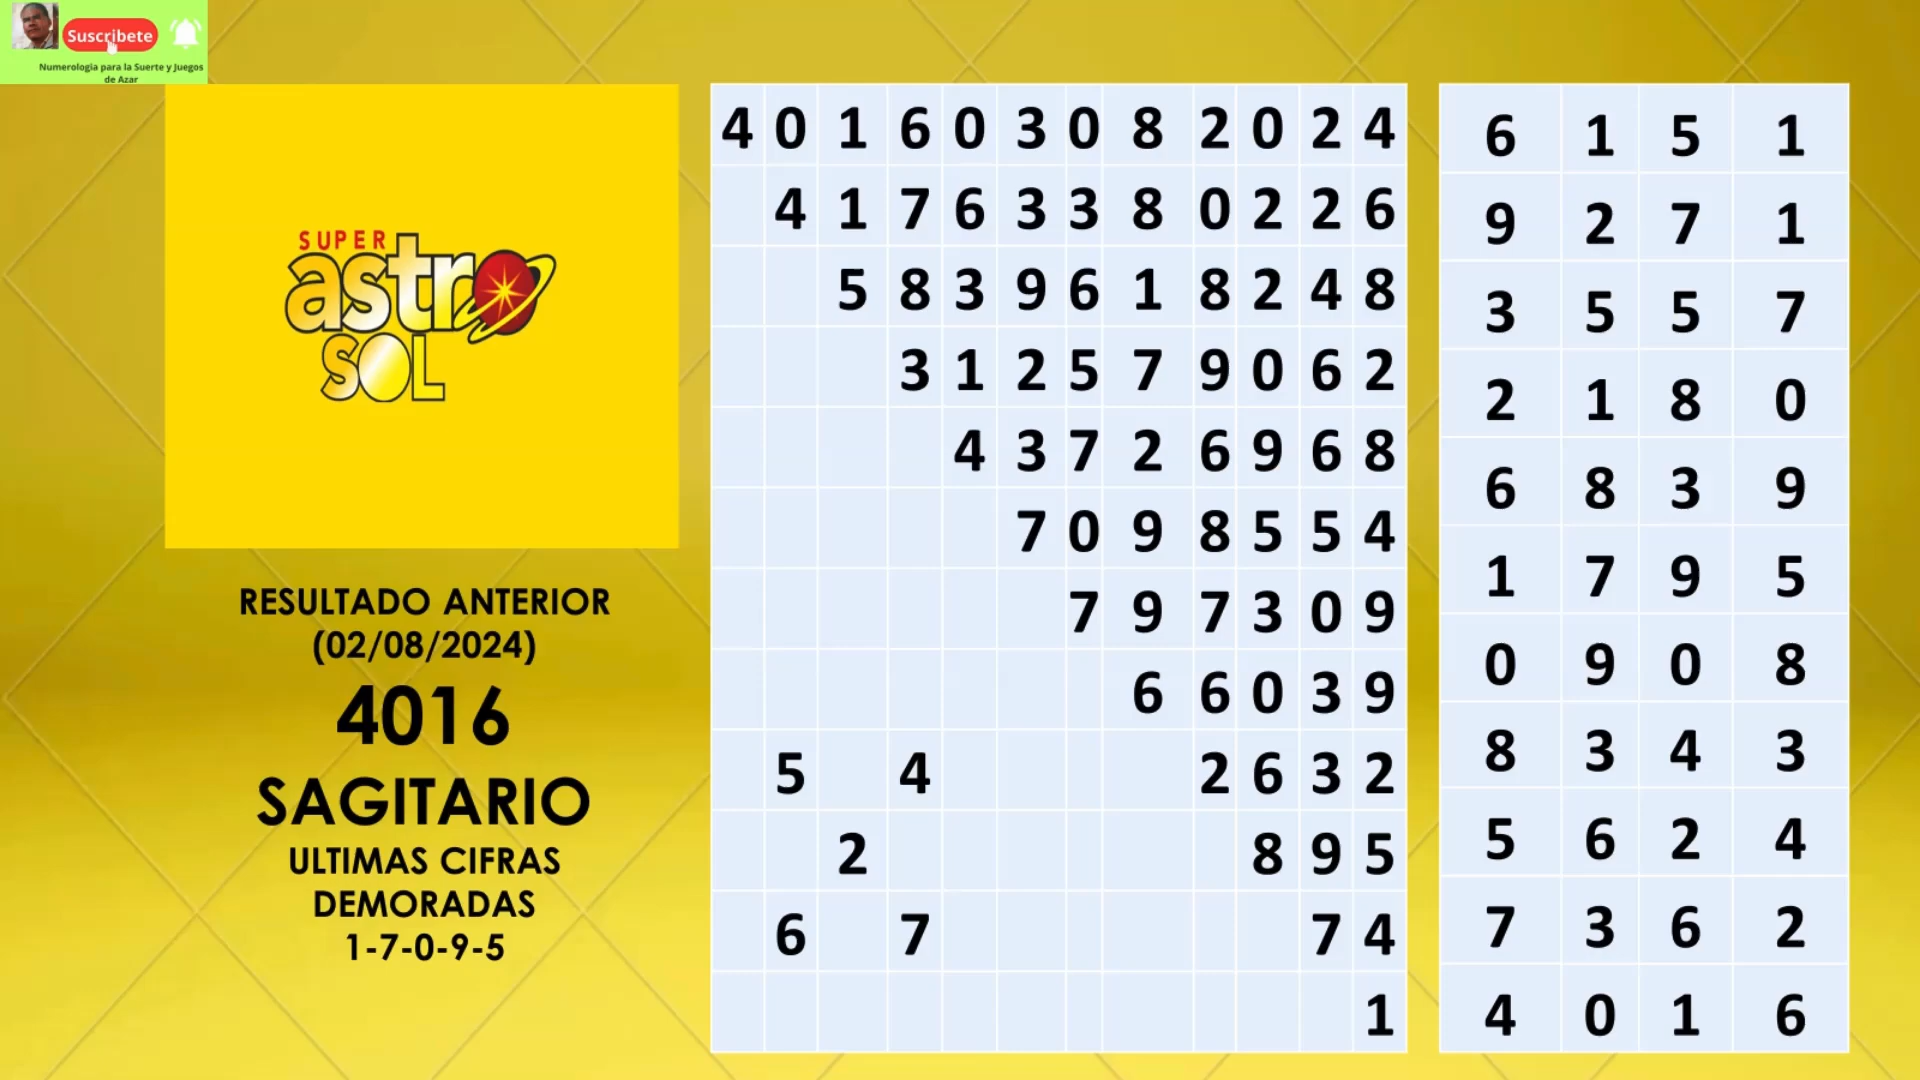 Suscribete
Numerologia para la Suerte y Juegos
de Azar
SUPER
astro
SOL
RESULTADO ANTERIOR
(02/08/2024)
4016
SAGITARIO
ULTIMAS CIFRAS
DEMORADAS
1-7-0-9-5
4 0 1 6 0 3 0 8 2 0 2 4
4 1 7 6 3 3 8 0 2 2 6
5 8 3 9 6 1 8 2 4 8
3 1 2 5 7 9 0 6 2
4 3 7 2 6 9 6 8
7 0 9 8 5 5 4
7 9 7 3 0 9
6 6 0 3 9
5 4 2 6 3 2
2 8 9 5
6 7 7 4
1
6 1 5 1
9 2 7 1
3 5 5 7
2 1 8 0
6 8 3 9
1 7 9 5
0 9 0 8
8 3 4 3
5 6 2 4
7 3 6 2
4 0 1 6